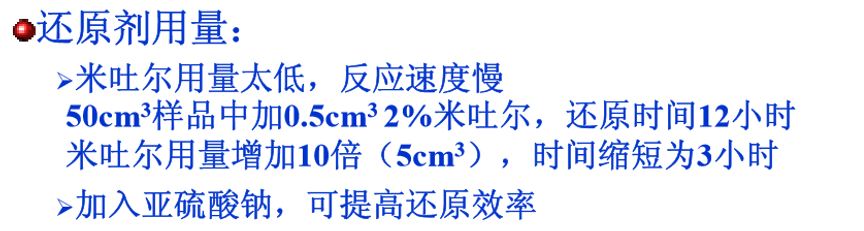 还原剂用量：
米吐尔用量太低，反应速度慢
50cm³样品中加0.5cm³ 2%米吐尔，还原时间12小时
米吐尔用量增加10倍（5cm³），时间缩短为3小时
加入亚硫酸钠，可提高还原效率